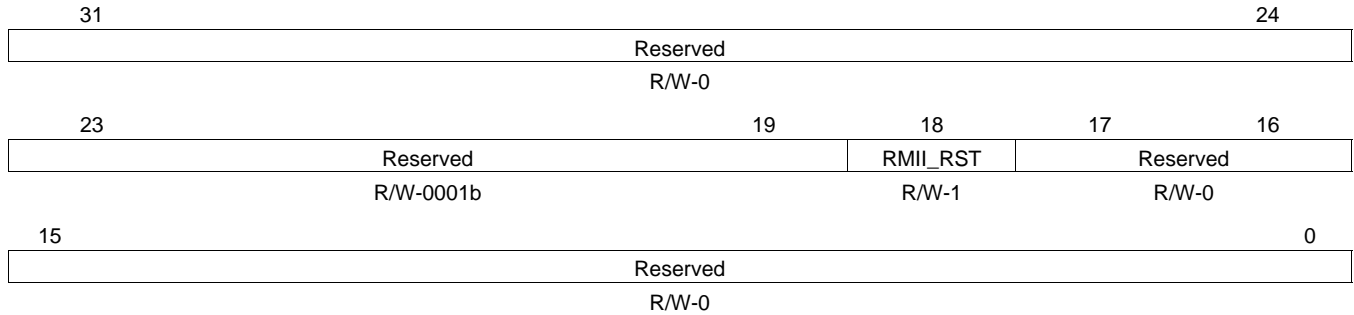 31 24
Reserved
R/W-0
23 19 18 17 16
Reserved RMII_RST Reserved
R/W-0001b R/W-1 R/W-0
15 0
Reserved
R/W-0